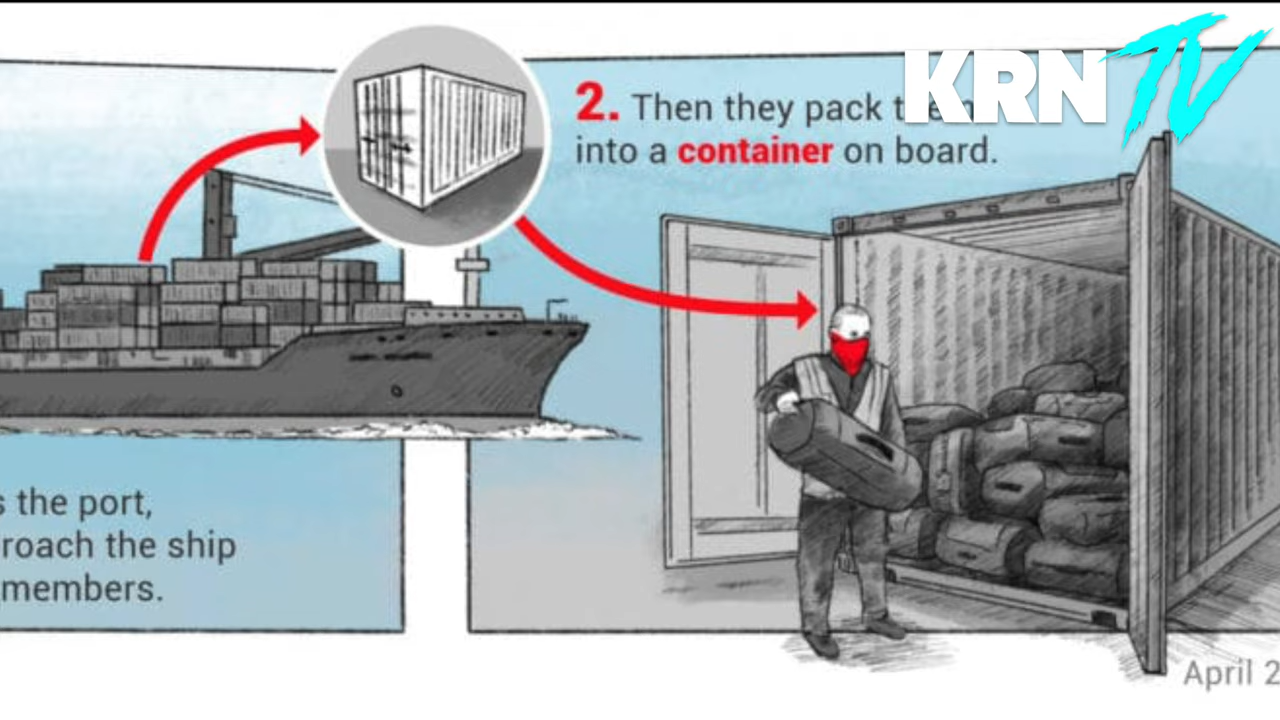 KRN TV
2. Then they pack
into a container on board.
s the port,
roach the ship
members.
April 2